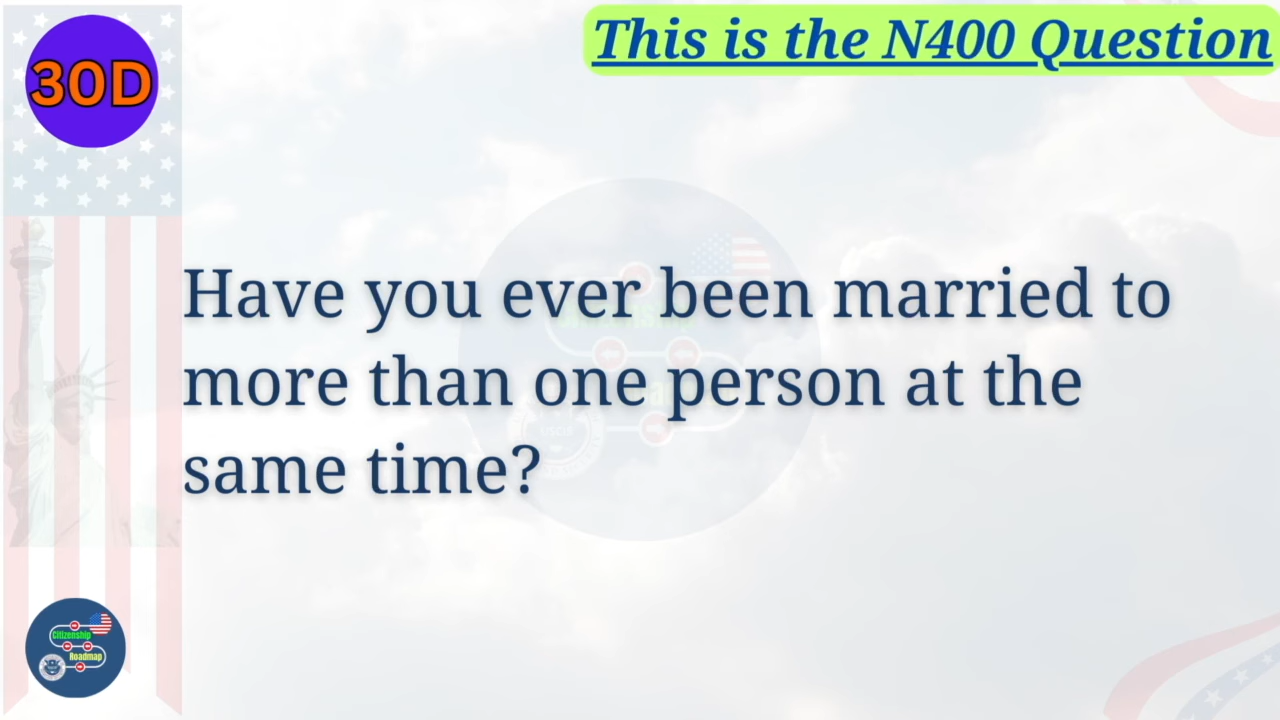 30D
This is the N400 Question
Have you ever been married to
more than one person at the
same time?
Citizenship
Roadmap